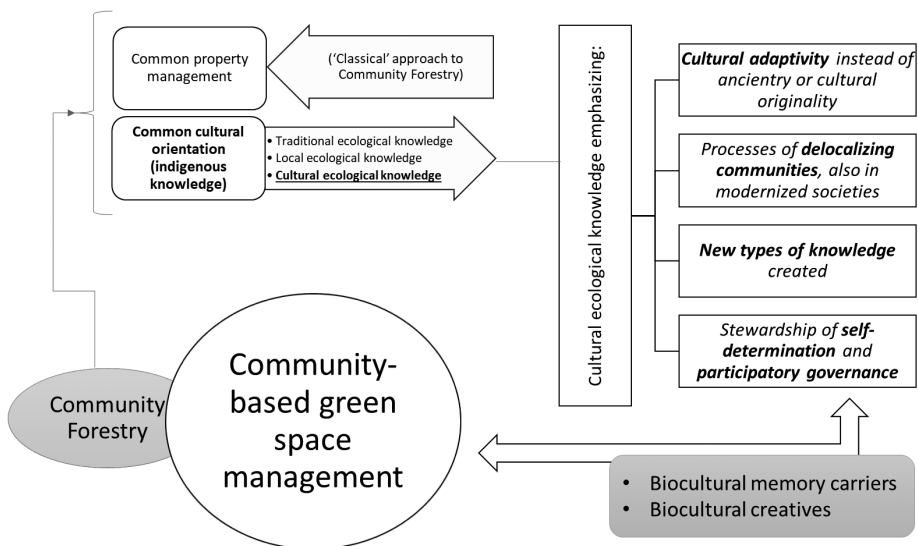 Common property
management
('Classical' approach to
Community Forestry)
Common cultural
orientation
(indigenous
knowledge)
• Traditional ecological knowledge
• Local ecological knowledge
• Cultural ecological knowledge
Cultural ecological knowledge emphasizing:
Cultural adaptivity instead of
ancientry or cultural
originality
Processes of delocalizing
communities, also in
modernized societies
New types of knowledge
created
Stewardship of self-
determination and
participatory governance
Community
Forestry
Community-
based green
space
management
• Biocultural memory carriers
• Biocultural creatives